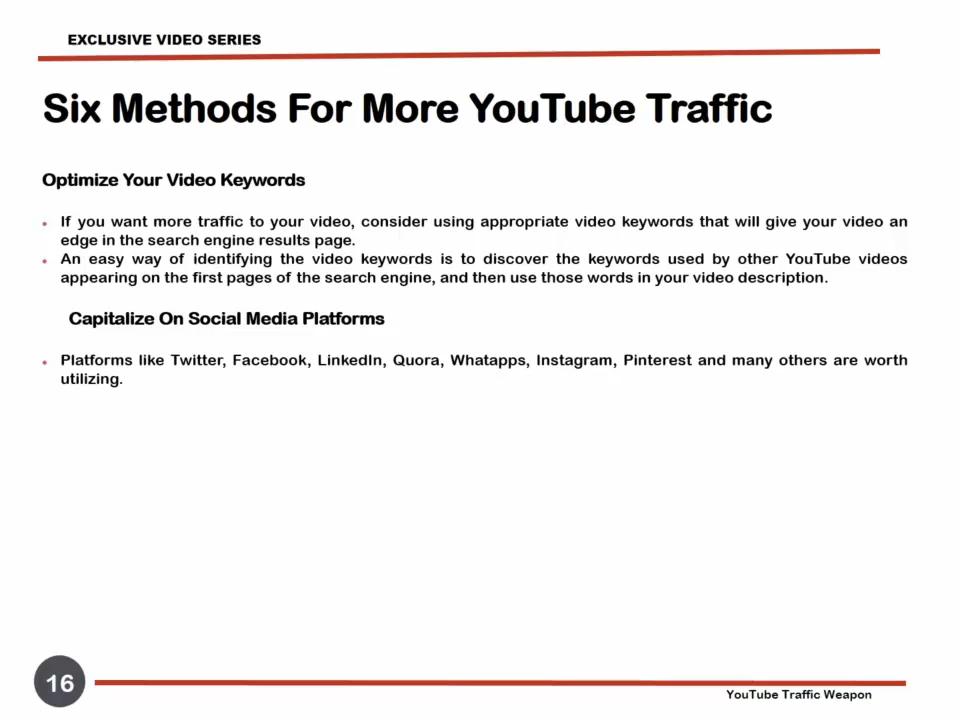 EXCLUSIVE VIDEO SERIES
Six Methods For More YouTube Traffic
Optimize Your Video Keywords
If you want more traffic to your video, consider using appropriate video keywords that will give your video an
edge in the search engine results page.
An easy way of identifying the video keywords is to discover the keywords used by other YouTube videos
appearing on the first pages of the search engine, and then use those words in your video description.
Capitalize On Social Media Platforms
Platforms like Twitter, Facebook, LinkedIn, Quora, Whatapps, Instagram, Pinterest and many others are worth
utilizing.
16
YouTube Traffic Weapon